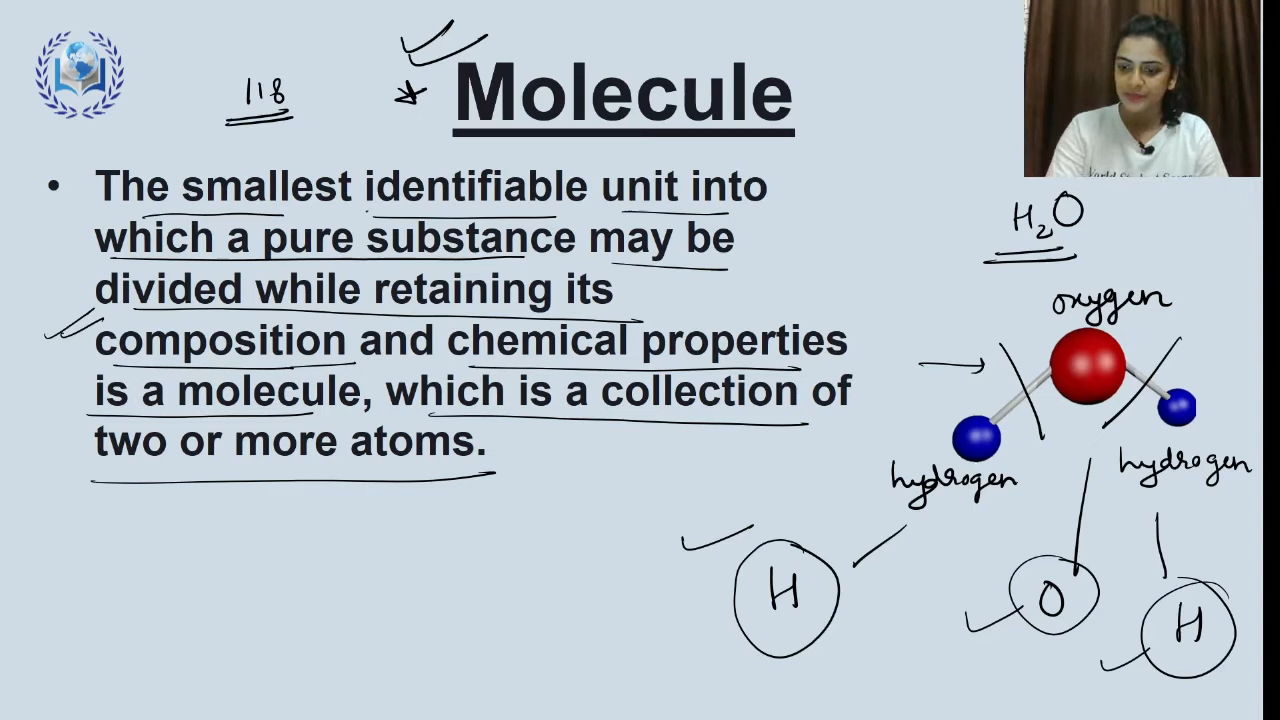 118
Molecule
• The smallest identifiable unit into
which a pure substance may be
divided while retaining its
composition and chemical properties
is a molecule, which is a collection of
two or more atoms.
H₂O
oxygen
hydrogen
hydrogen
H
O
H